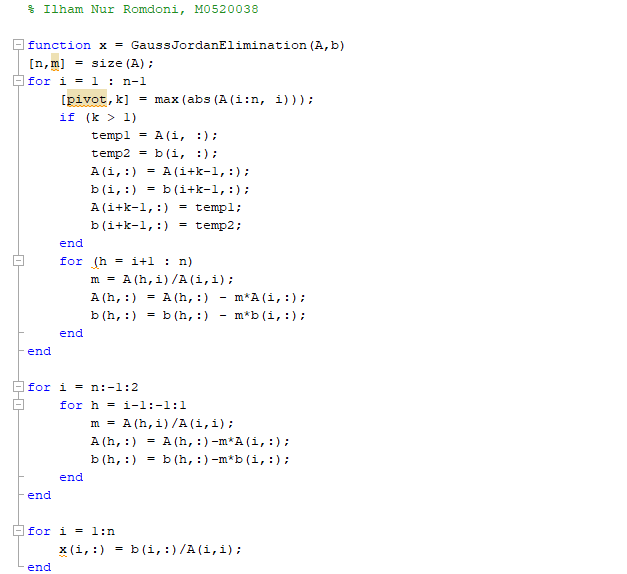 % Ilham Nur Romdoni, M0520038
function x = GaussJordanElimination(A,b)
[n,m] = size(A);
for i = 1 : n-1
[pivot,k] = max(abs(A(i:n, i)));
if (k > 1)
temp1 = A(i, :);
temp2 = b(i, :);
A(i,:) = A(i+k-1,:);
b(i,:) = b(i+k-1,:);
A(i+k-1,:) = temp1;
b(i+k-1,:) = temp2;
end
for (h = i+1 : n)
m = A(h,i)/A(i,i);
A(h,:) = A(h,:) - m*A(i,:);
b(h,:) = b(h,:) - m*b(i,:);
end
end
for i = n:-1:2
for h = i-1:-1:1
m = A(h,i)/A(i,i);
A(h,:) = A(h,:)-m*A(i,:);
b(h,:) = b(h,:)-m*b(i,:);
end
end
for i = 1:n
x(i,:) = b(i,:)/A(i,i);
end